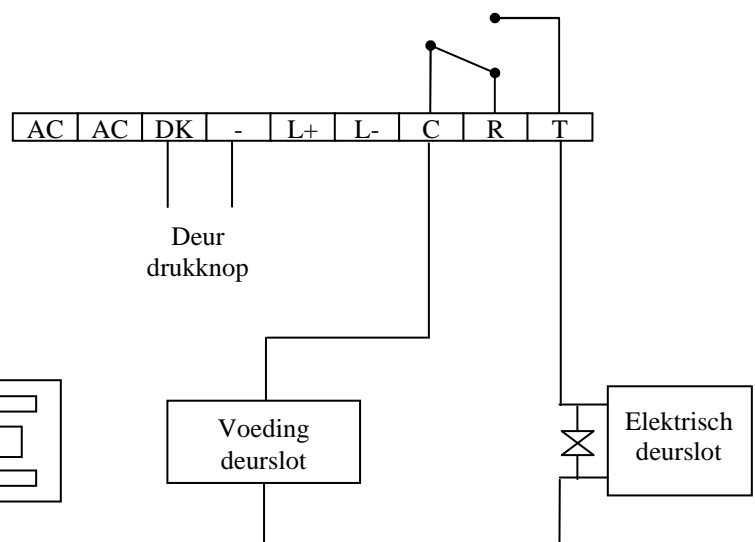 AC AC DK - L+ L- C R T
Deur
drukknop
Voeding
deurslot
Elektrisch
deurslot